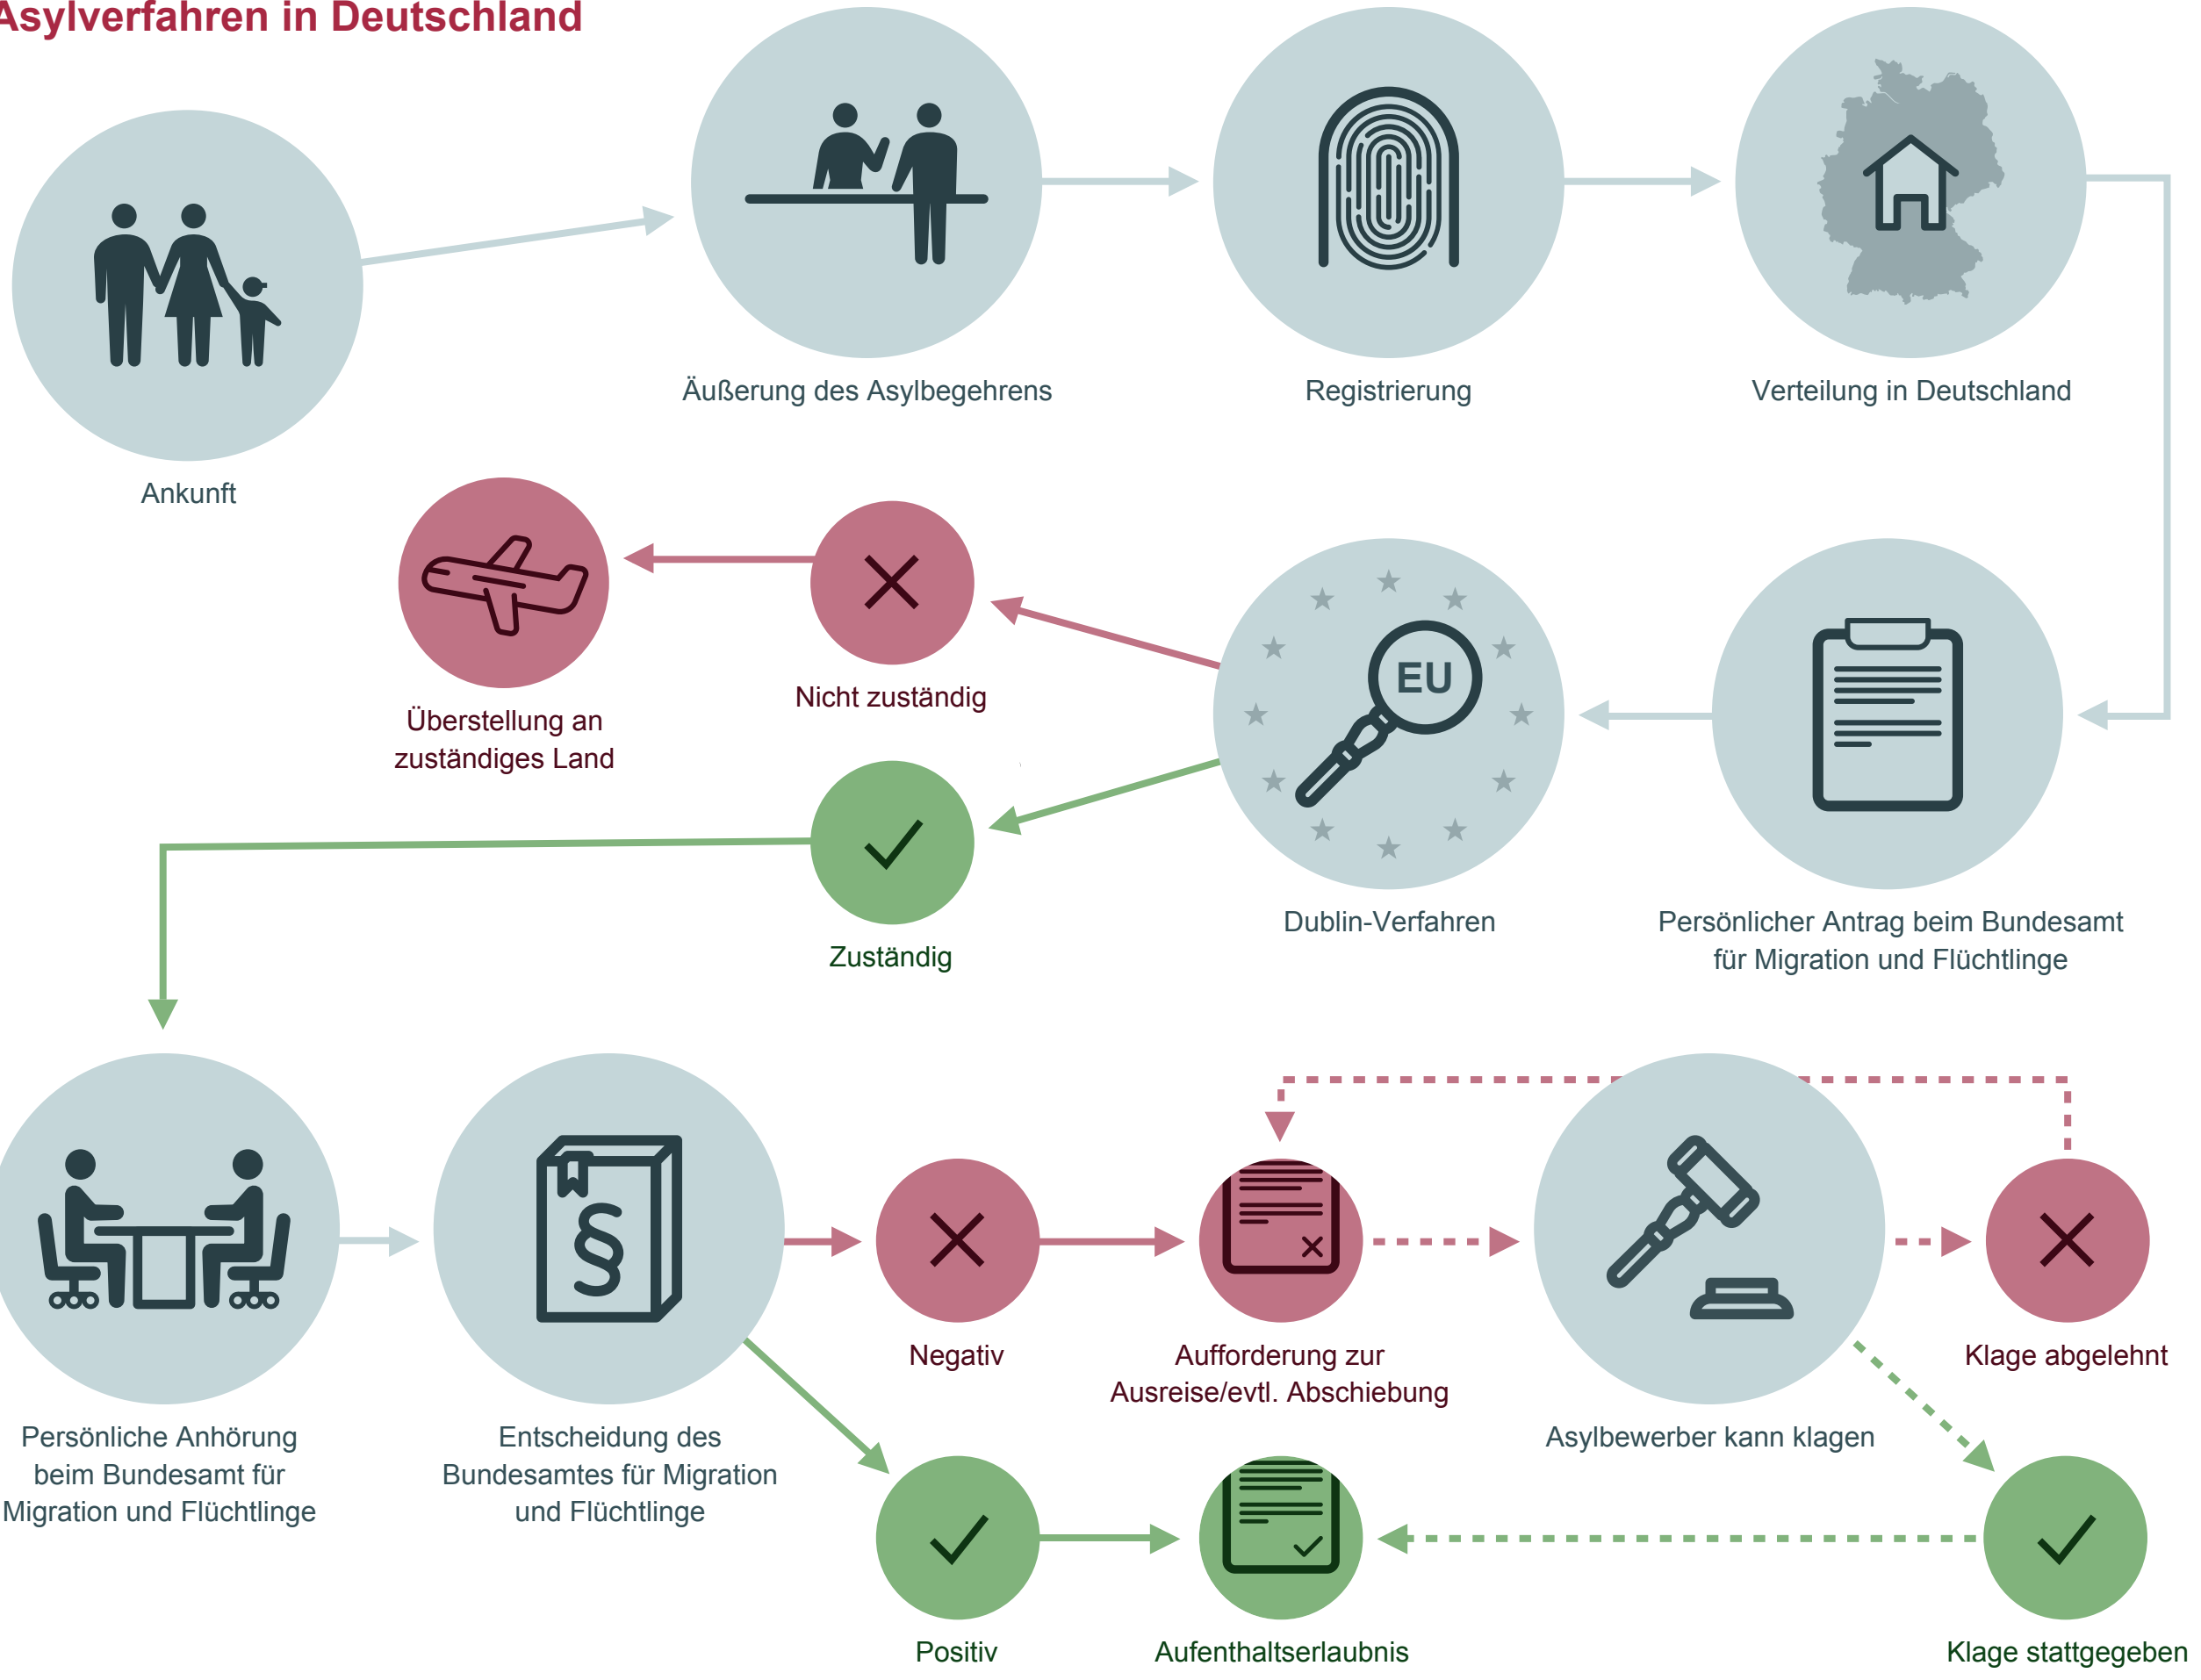 Asylverfahren in Deutschland
Ankunft
Äußerung des Asylbegehrens
Registrierung
Verteilung in Deutschland
Überstellung an
zuständiges Land
Nicht zuständig
Zuständig
EU
Dublin-Verfahren
Persönlicher Antrag beim Bundesamt
für Migration und Flüchtlinge
Persönliche Anhörung
beim Bundesamt für
Migration und Flüchtlinge
§
Entscheidung des
Bundesamtes für Migration
und Flüchtlinge
Negativ
Aufforderung zur
Ausreise/evtl. Abschiebung
Asylbewerber kann klagen
Klage abgelehnt
Positiv
Aufenthaltserlaubnis
Klage stattgegeben